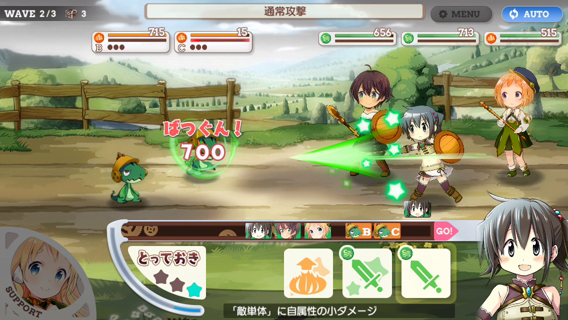 WAVE 2/3 3
通常攻撃
MENU
AUTO
715
B
15
C
656
713
515
ばつぐん!
700
B C GO!
とっておき
SUPPORT
「敵単体」に自属性の小ダメージ